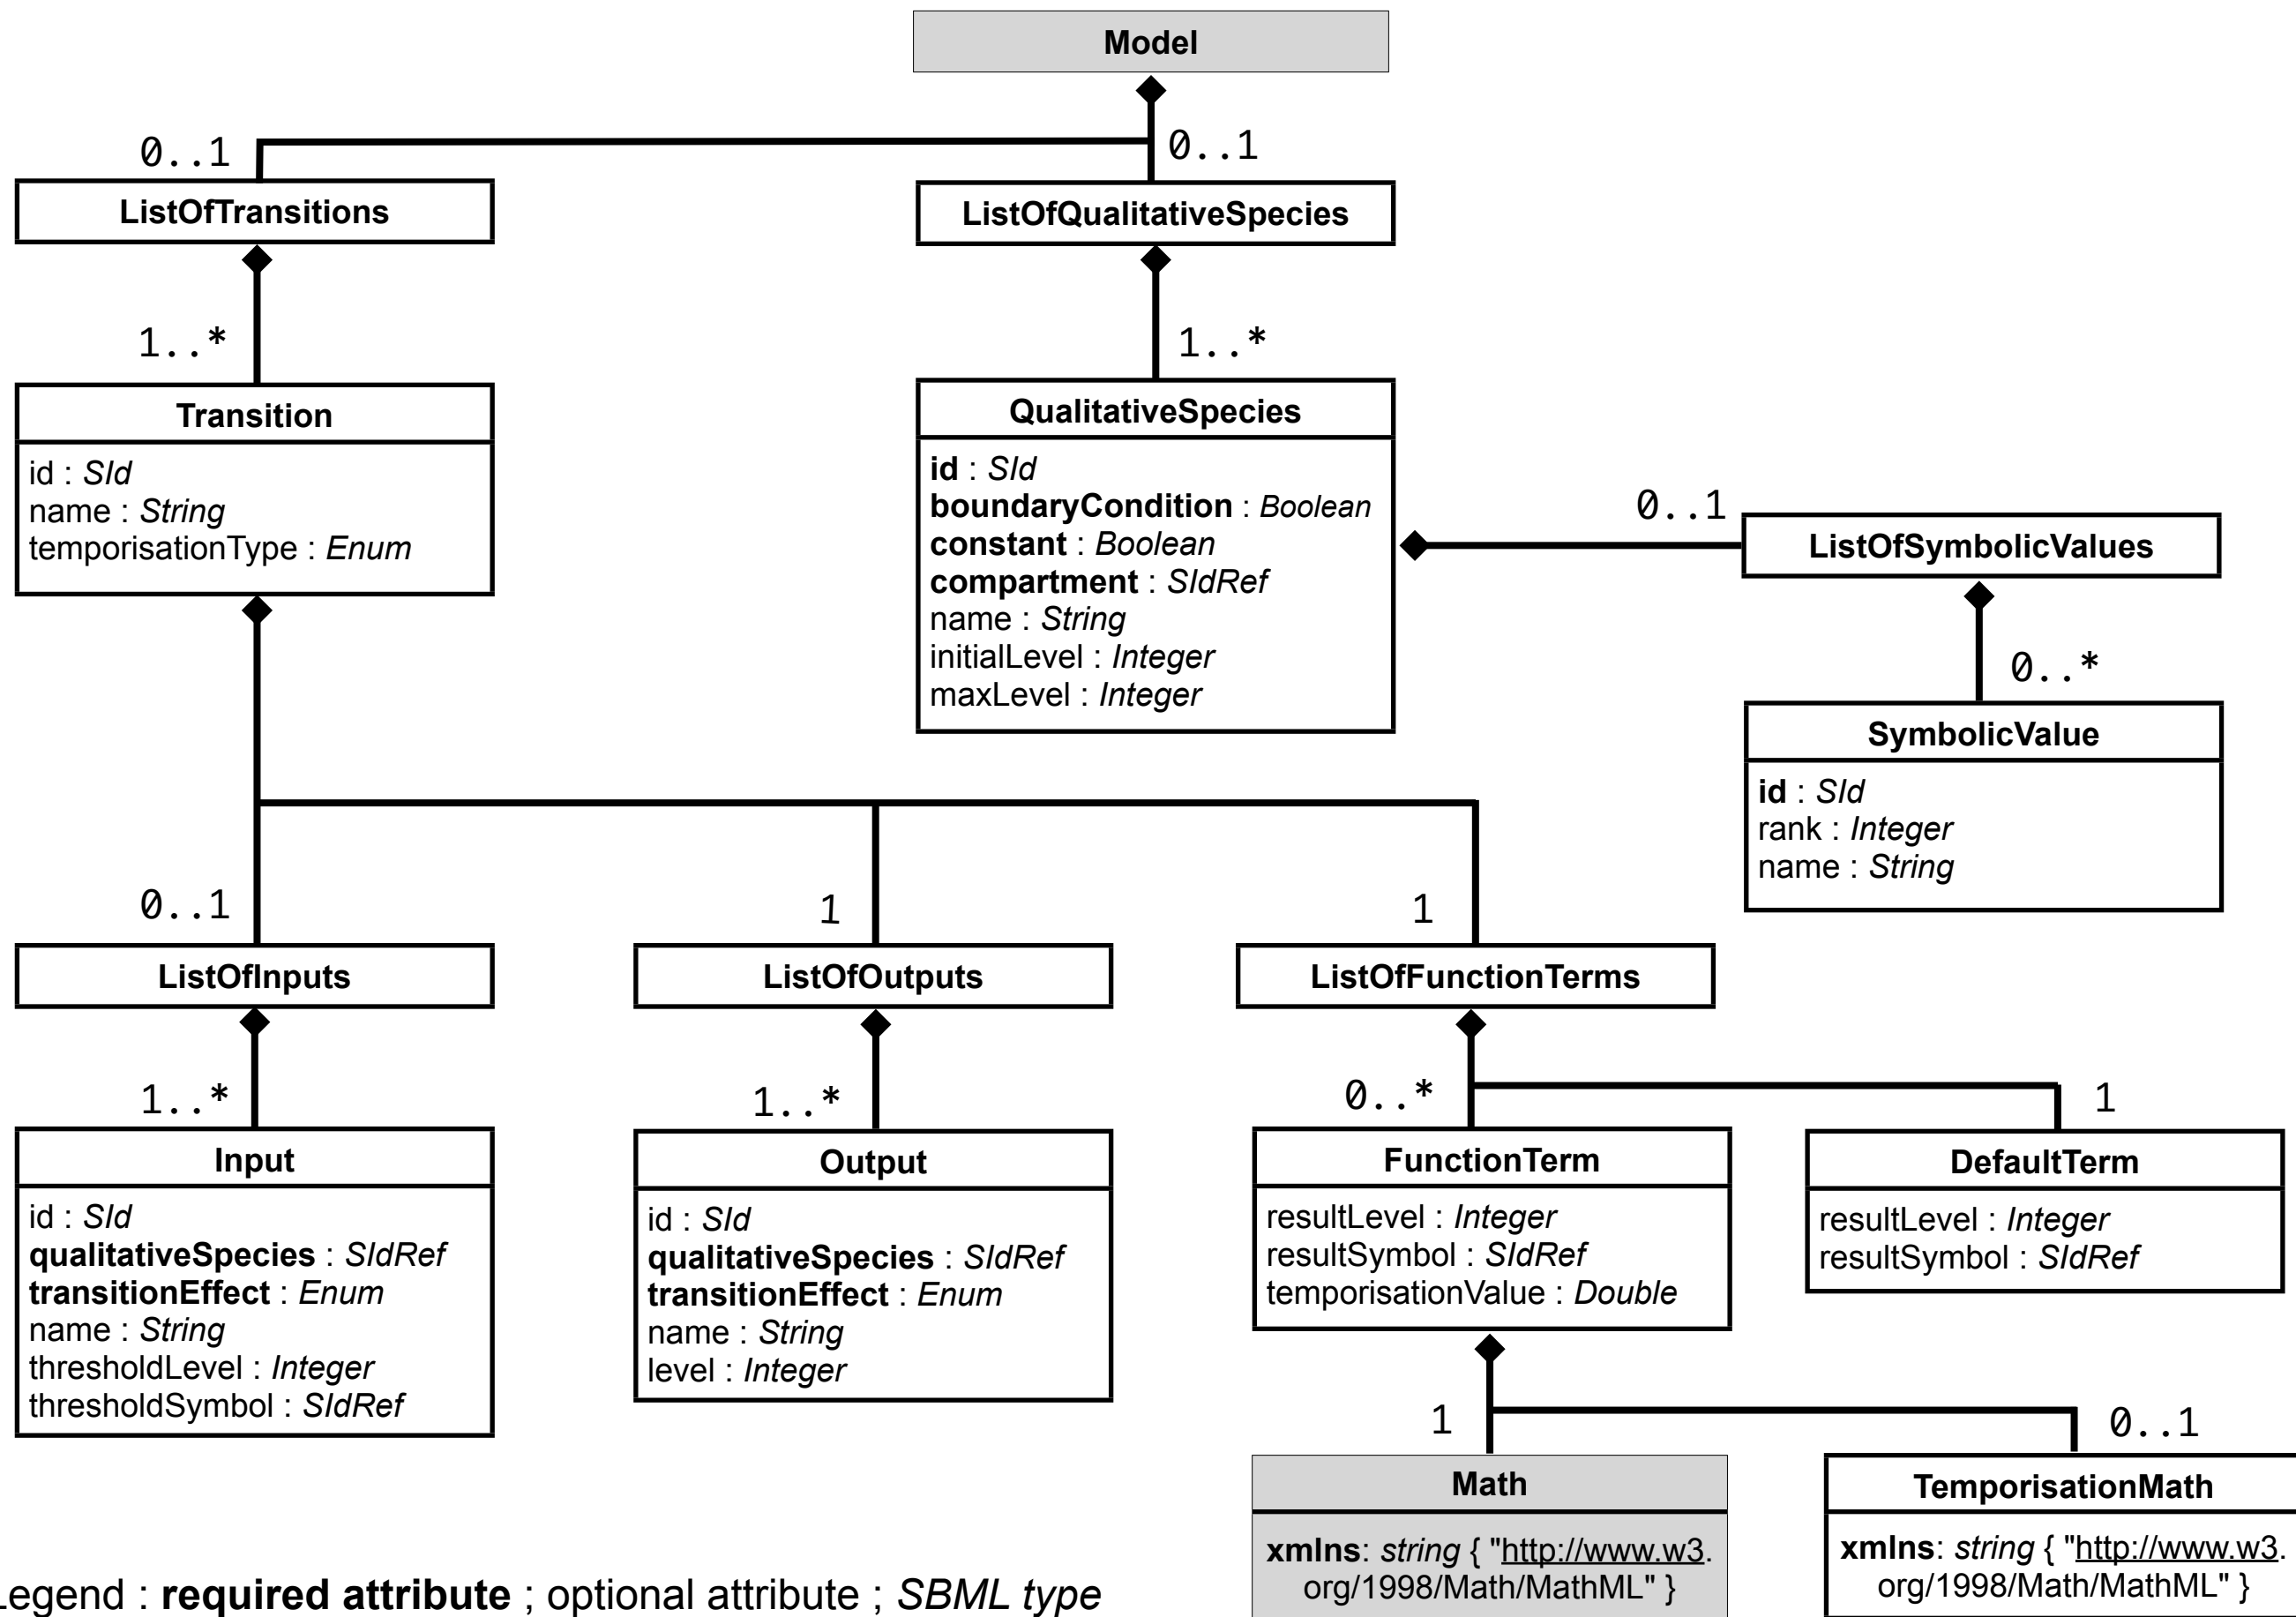 Model
0..1
0..1
ListOfTransitions
ListOfQualitativeSpecies
1..*
1..*
Transition
id : SId
name : String
temporisationType : Enum
QualitativeSpecies
id : SId
boundaryCondition : Boolean
constant : Boolean
compartment : SIdRef
name : String
initialLevel : Integer
maxLevel : Integer
0..1
ListOfSymbolicValues
0..*
SymbolicValue
id : SId
rank : Integer
name : String
0..1
1
1
ListOfInputs
ListOfOutputs
ListOfFunctionTerms
1..*
1..*
0..*
1
Input
id : SId
qualitativeSpecies : SIdRef
transitionEffect : Enum
name : String
thresholdLevel : Integer
thresholdSymbol : SIdRef
Output
id : SId
qualitativeSpecies : SIdRef
transitionEffect : Enum
name : String
level : Integer
FunctionTerm
resultLevel : Integer
resultSymbol : SIdRef
temporisationValue : Double
DefaultTerm
resultLevel : Integer
resultSymbol : SIdRef
1
0..1
Math
xmlns: string { "http://www.w3.
org/1998/Math/MathML" }
TemporisationMath
xmlns: string { "http://www.w3.
org/1998/Math/MathML" }
Legend : required attribute ; optional attribute ; SBML type